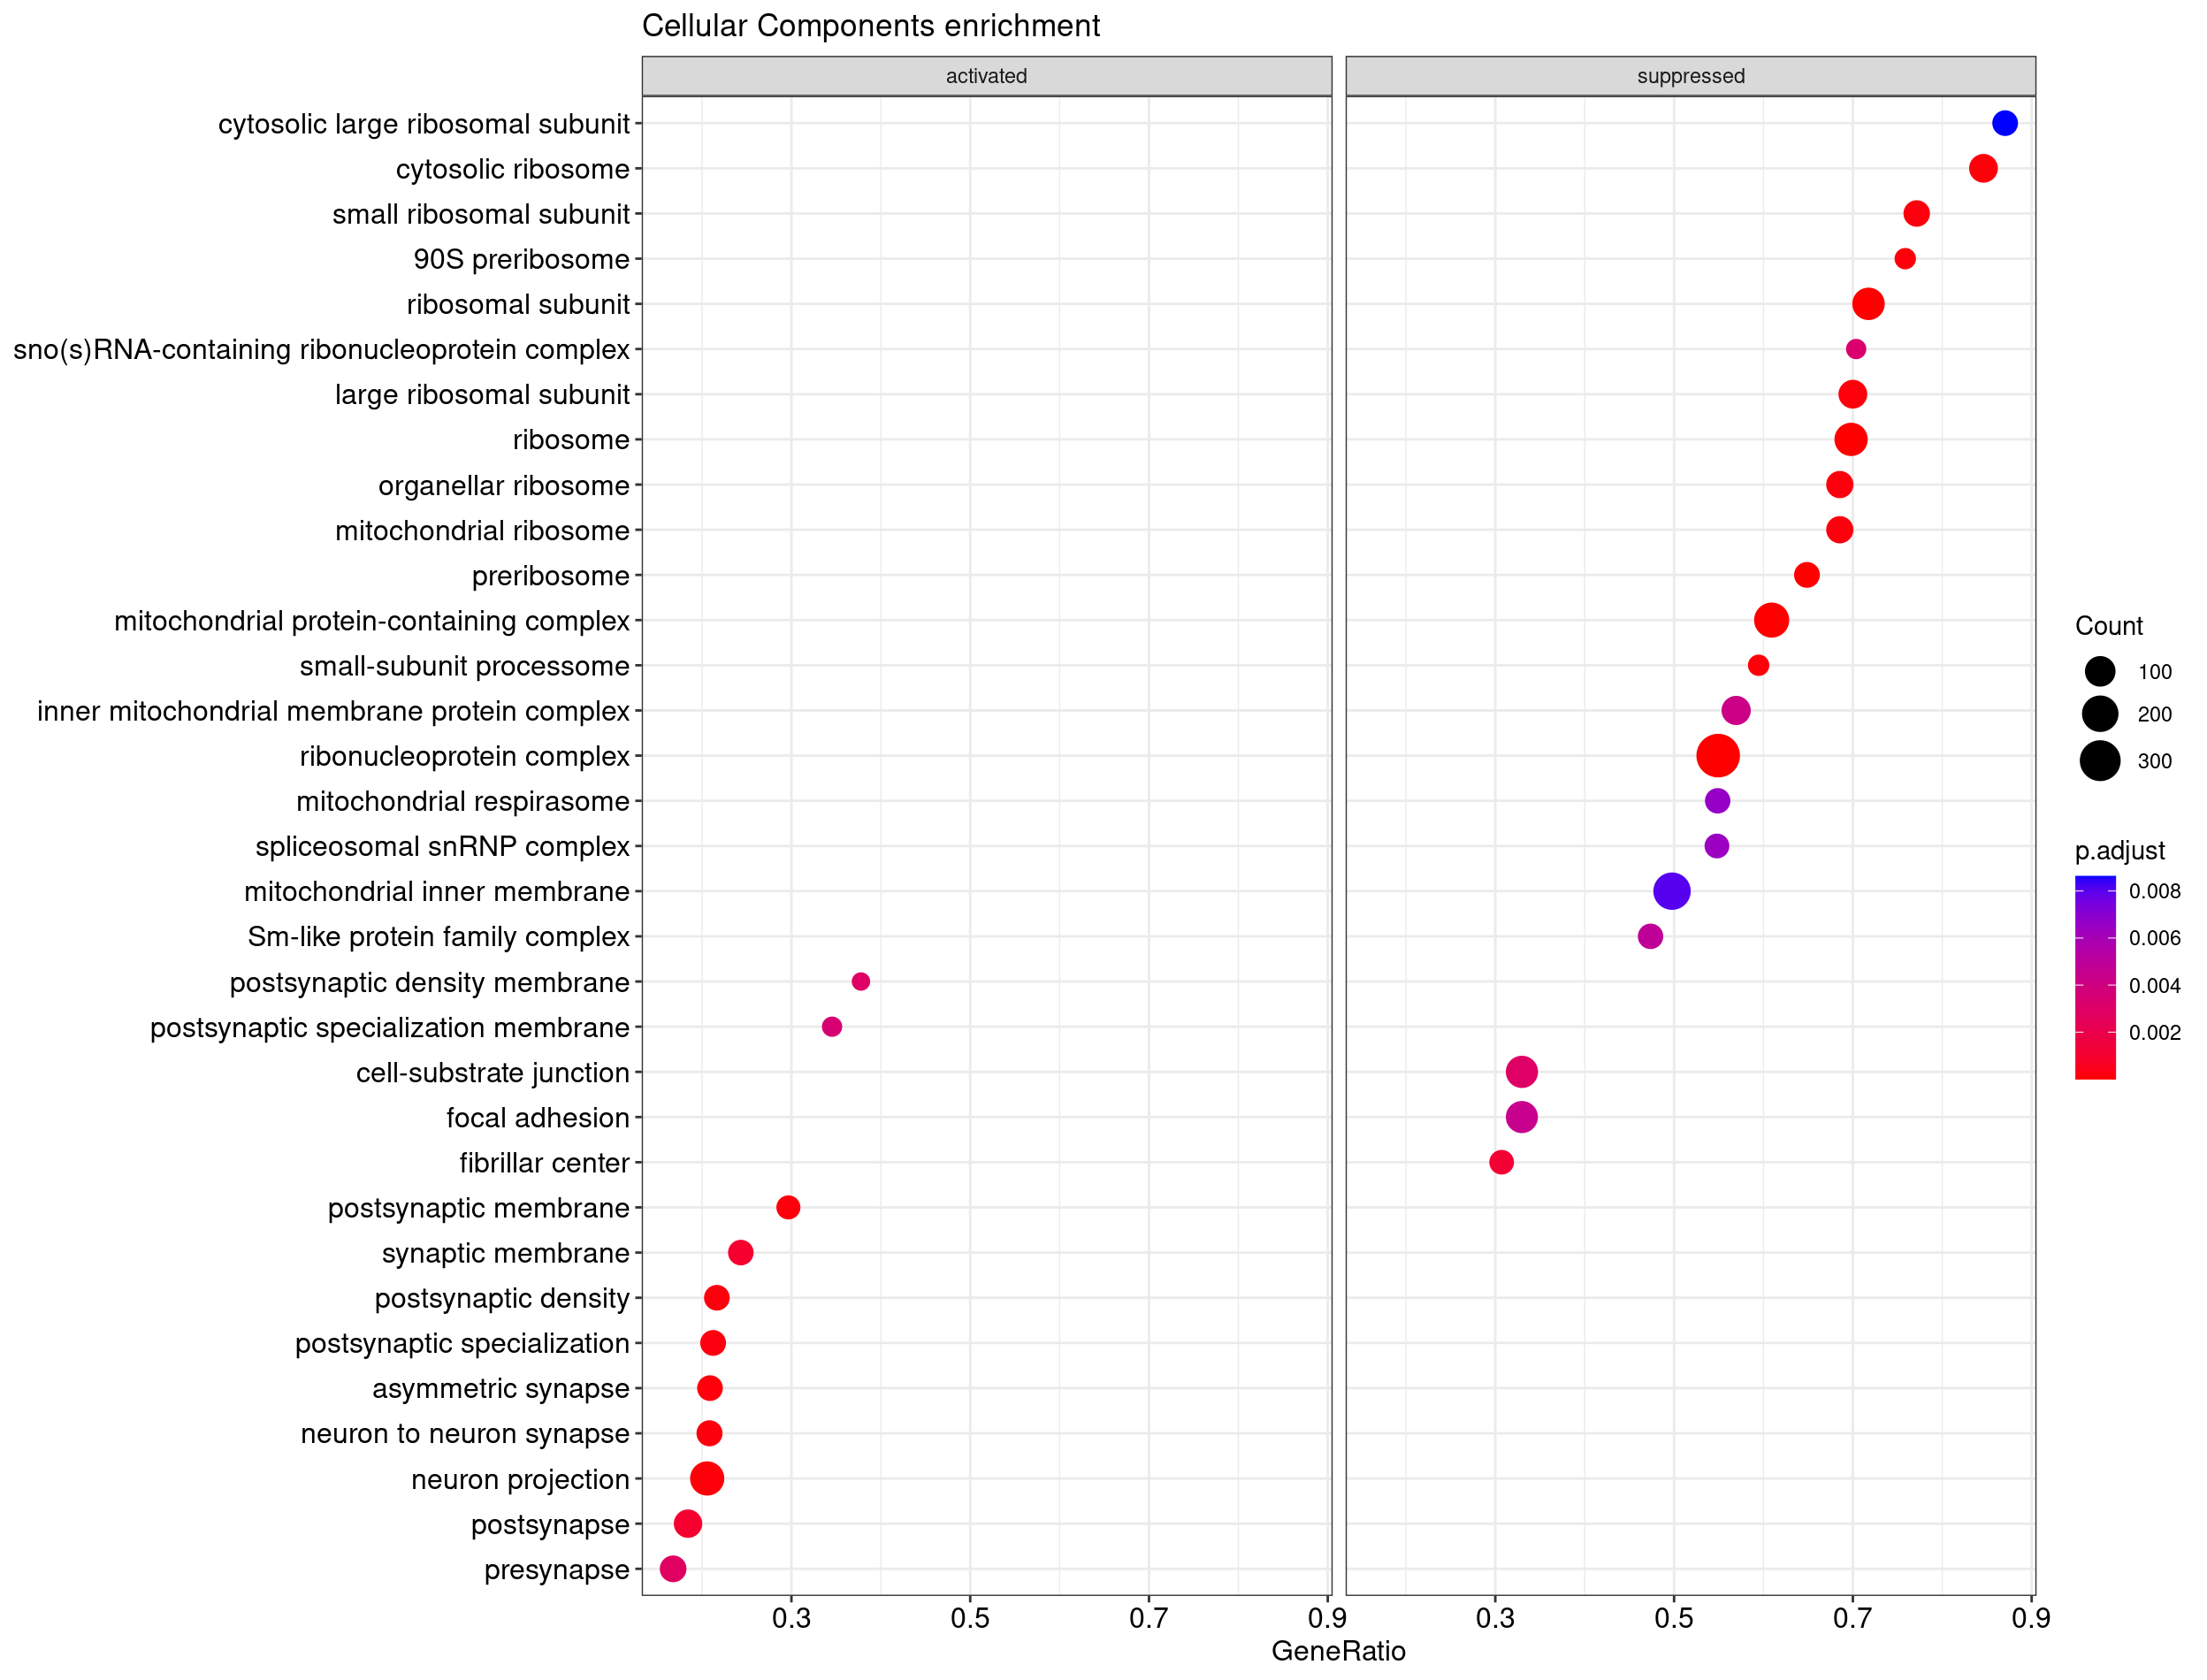 Cellular Components enrichment
activated
suppressed
cytosolic large ribosomal subunit
cytosolic ribosome
small ribosomal subunit
90S preribosome
ribosomal subunit
sno(s)RNA-containing ribonucleoprotein complex
large ribosomal subunit
ribosome
organellar ribosome
mitochondrial ribosome
preribosome
mitochondrial protein-containing complex
small-subunit processome
inner mitochondrial membrane protein complex
ribonucleoprotein complex
mitochondrial respirasome
spliceosomal snRNP complex
mitochondrial inner membrane
Sm-like protein family complex
postsynaptic density membrane
postsynaptic specialization membrane
cell-substrate junction
focal adhesion
fibrillar center
postsynaptic membrane
synaptic membrane
postsynaptic density
postsynaptic specialization
asymmetric synapse
neuron to neuron synapse
neuron projection
postsynapse
presynapse
0.3 0.5 0.7 0.9 0.3 0.5 0.7 0.9
GeneRatio
Count
100
200
300
p.adjust
0.008
0.006
0.004
0.002